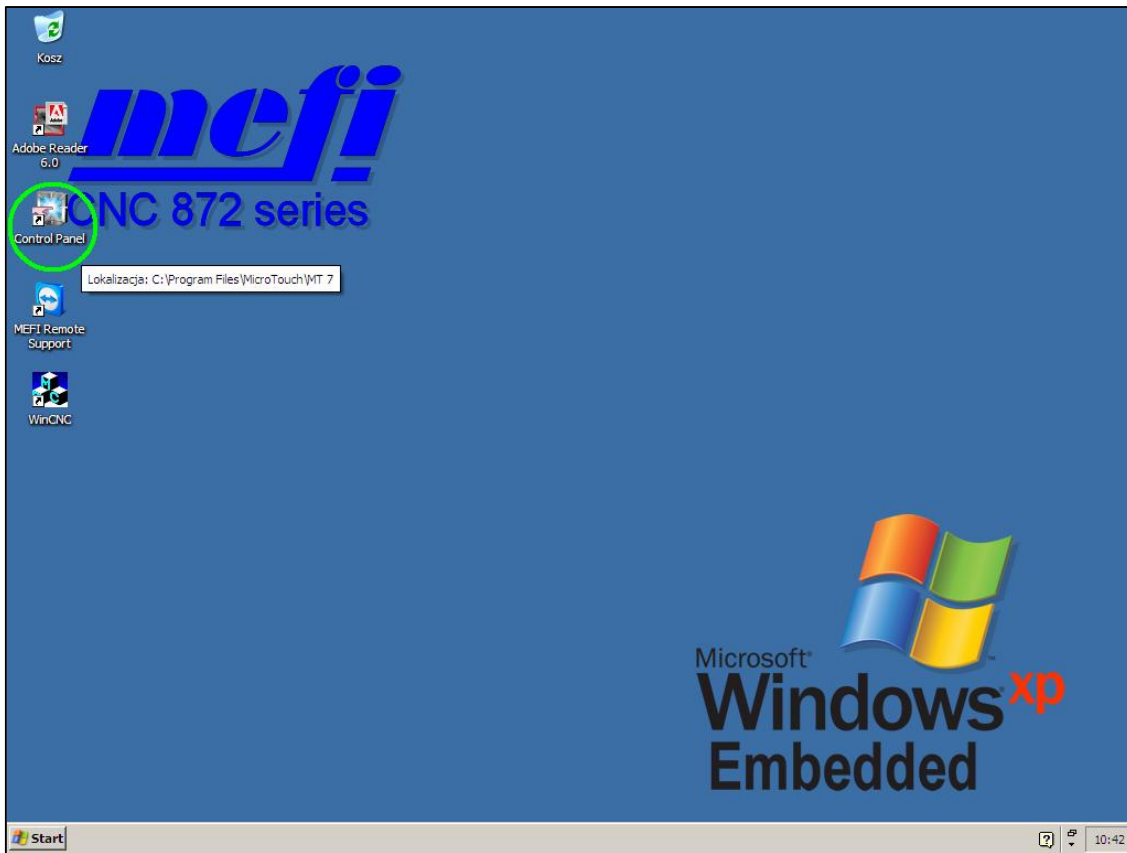 Kosz
mefi
Adobe Reader
6.0
CNC 872 series
Control Panel
Lokalizacja: C:\Program Files\MicroTouch\MT 7
MEFI Remote
Support
WinCNC
Microsoft®
Windows xp
Embedded
Start
10:42